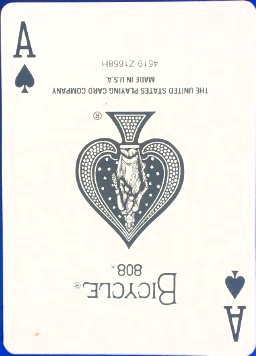 A
4519 Z1658H
MADE IN U.S.A.
THE UNITED STATES PLAYING CARD COMPANY
®
808
BICYCLE®
A